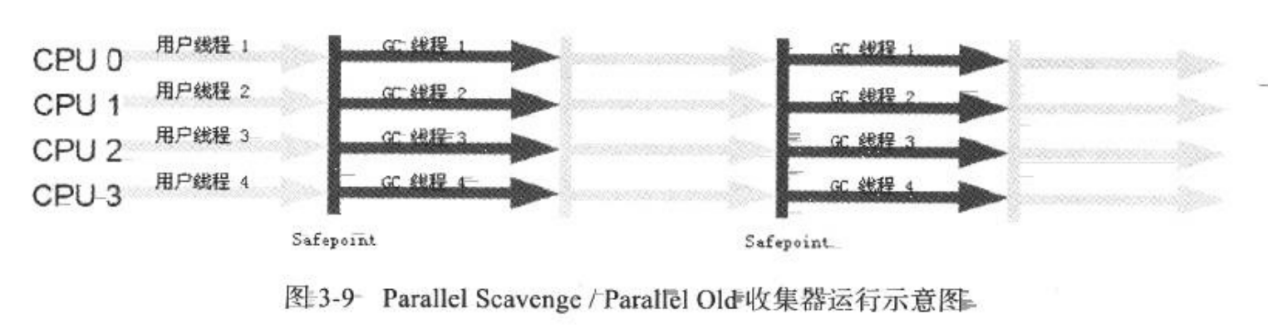 CPU 0 用户线程 1 GC 线程 1 GC 线程 1
CPU 1 用户线程 2 GC 线程 2 GC 线程 2
CPU 2 用户线程 3 GC 线程 3 GC 线程 3
CPU 3 用户线程 4 GC 线程 4 GC 线程 4
Safepoint Safepoint
图 3-9 Parallel Scavenge / Parallel Old 收集器运行示意图